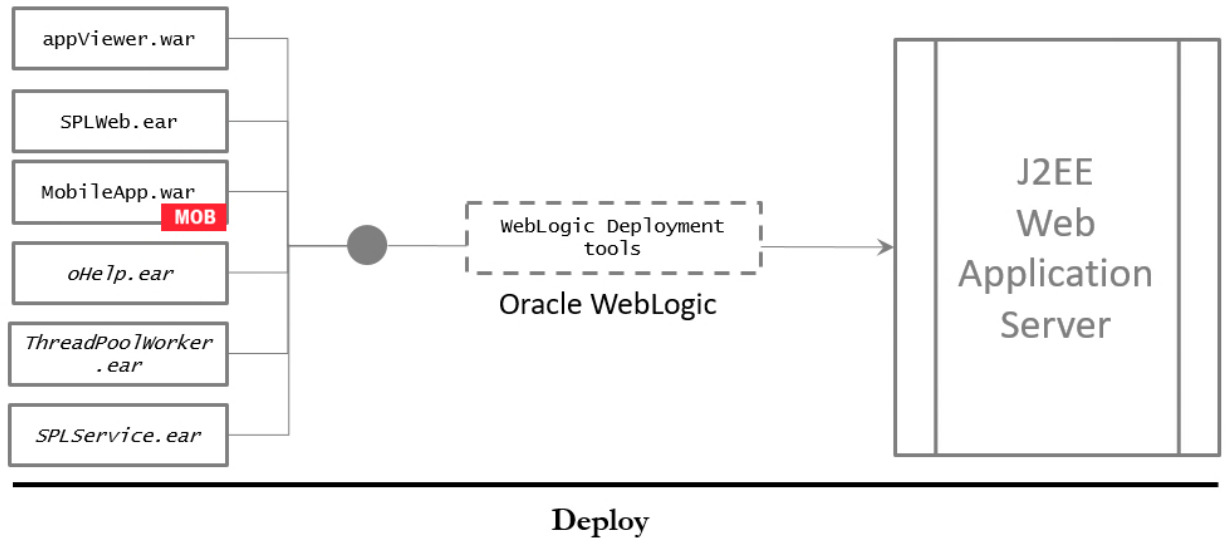 appViewer.war
SPLWeb.ear
MobileApp.war
MOB
oHelp.ear
ThreadPoolWorker
.ear
SPLService.ear
WebLogic Deployment
tools
Oracle WebLogic
J2EE
Web
Application
Server
Deploy